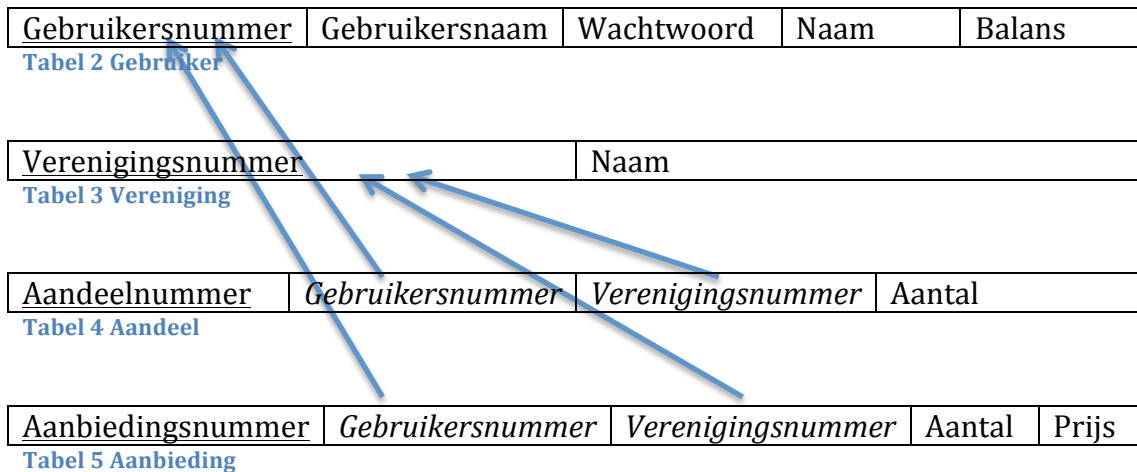 Gebruikersnummer Gebruikersnaam Wachtwoord Naam Balans
Tabel 2 Gebruiker
Verenigingsnummer Naam
Tabel 3 Vereniging
Aandeelnummer Gebruikersnummer Verenigingsnummer Aantal
Tabel 4 Aandeel
Aanbiedingsnummer Gebruikersnummer Verenigingsnummer Aantal Prijs
Tabel 5 Aanbieding